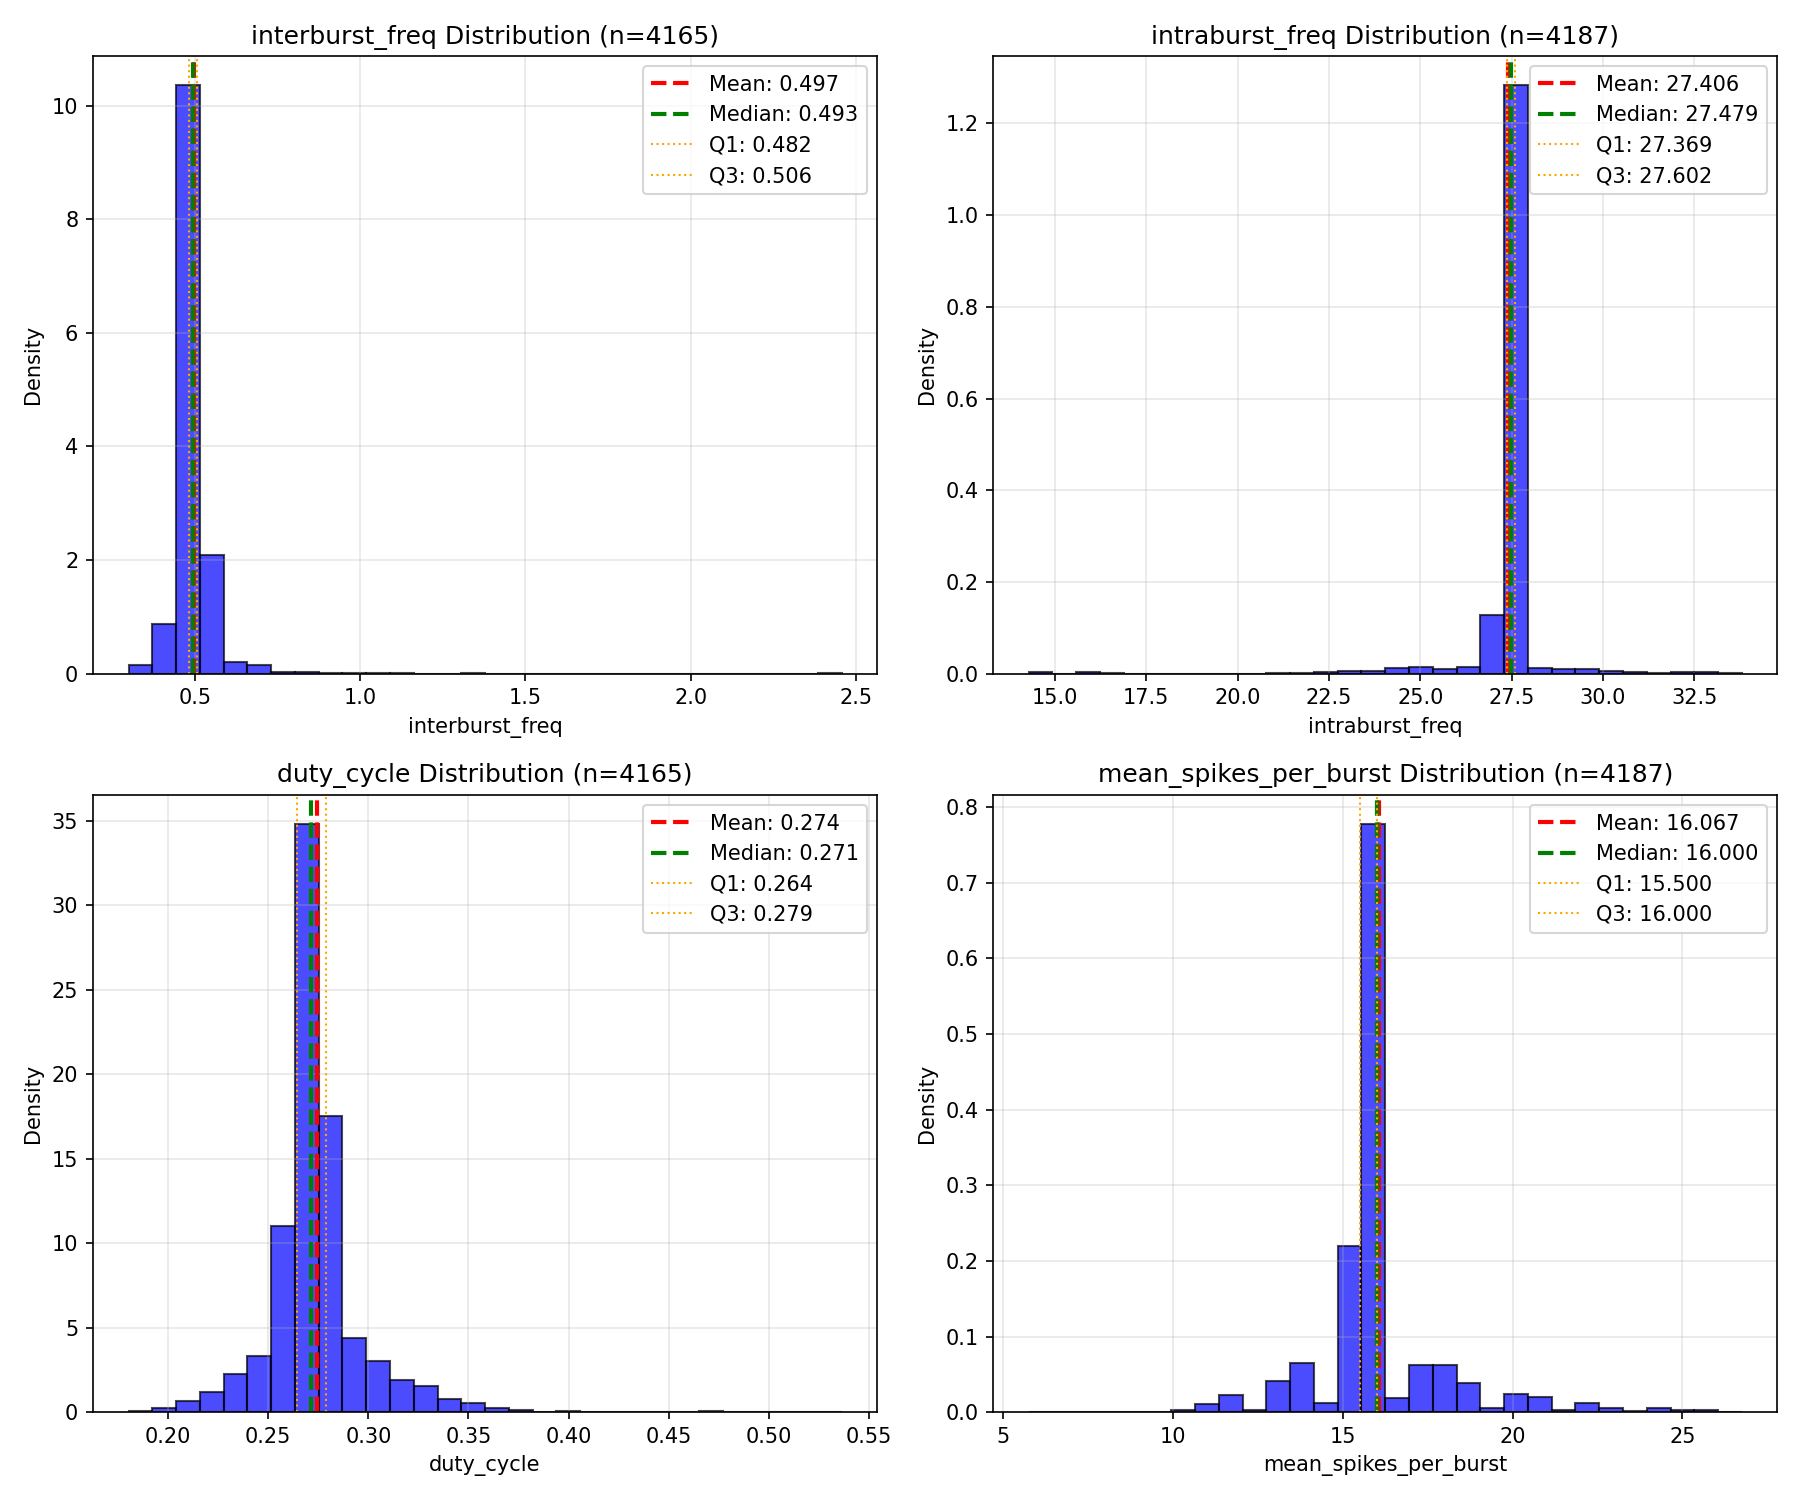 interburst_freq Distribution (n=4165)
Density
10
8
6
4
2
0
0.5
1.0
1.5
2.0
2.5
interburst_freq
Mean: 0.497
Median: 0.493
Q1: 0.482
Q3: 0.506
intraburst_freq Distribution (n=4187)
Density
1.2
1.0
0.8
0.6
0.4
0.2
0.0
15.0
17.5
20.0
22.5
25.0
27.5
30.0
32.5
intraburst_freq
Mean: 27.406
Median: 27.479
Q1: 27.369
Q3: 27.602
duty_cycle Distribution (n=4165)
Density
35
30
25
20
15
10
5
0
0.20
0.25
0.30
0.35
0.40
0.45
0.50
0.55
duty_cycle
Mean: 0.274
Median: 0.271
Q1: 0.264
Q3: 0.279
mean_spikes_per_burst Distribution (n=4187)
Density
0.8
0.7
0.6
0.5
0.4
0.3
0.2
0.1
0.0
5
10
15
20
25
mean_spikes_per_burst
Mean: 16.067
Median: 16.000
Q1: 15.500
Q3: 16.000